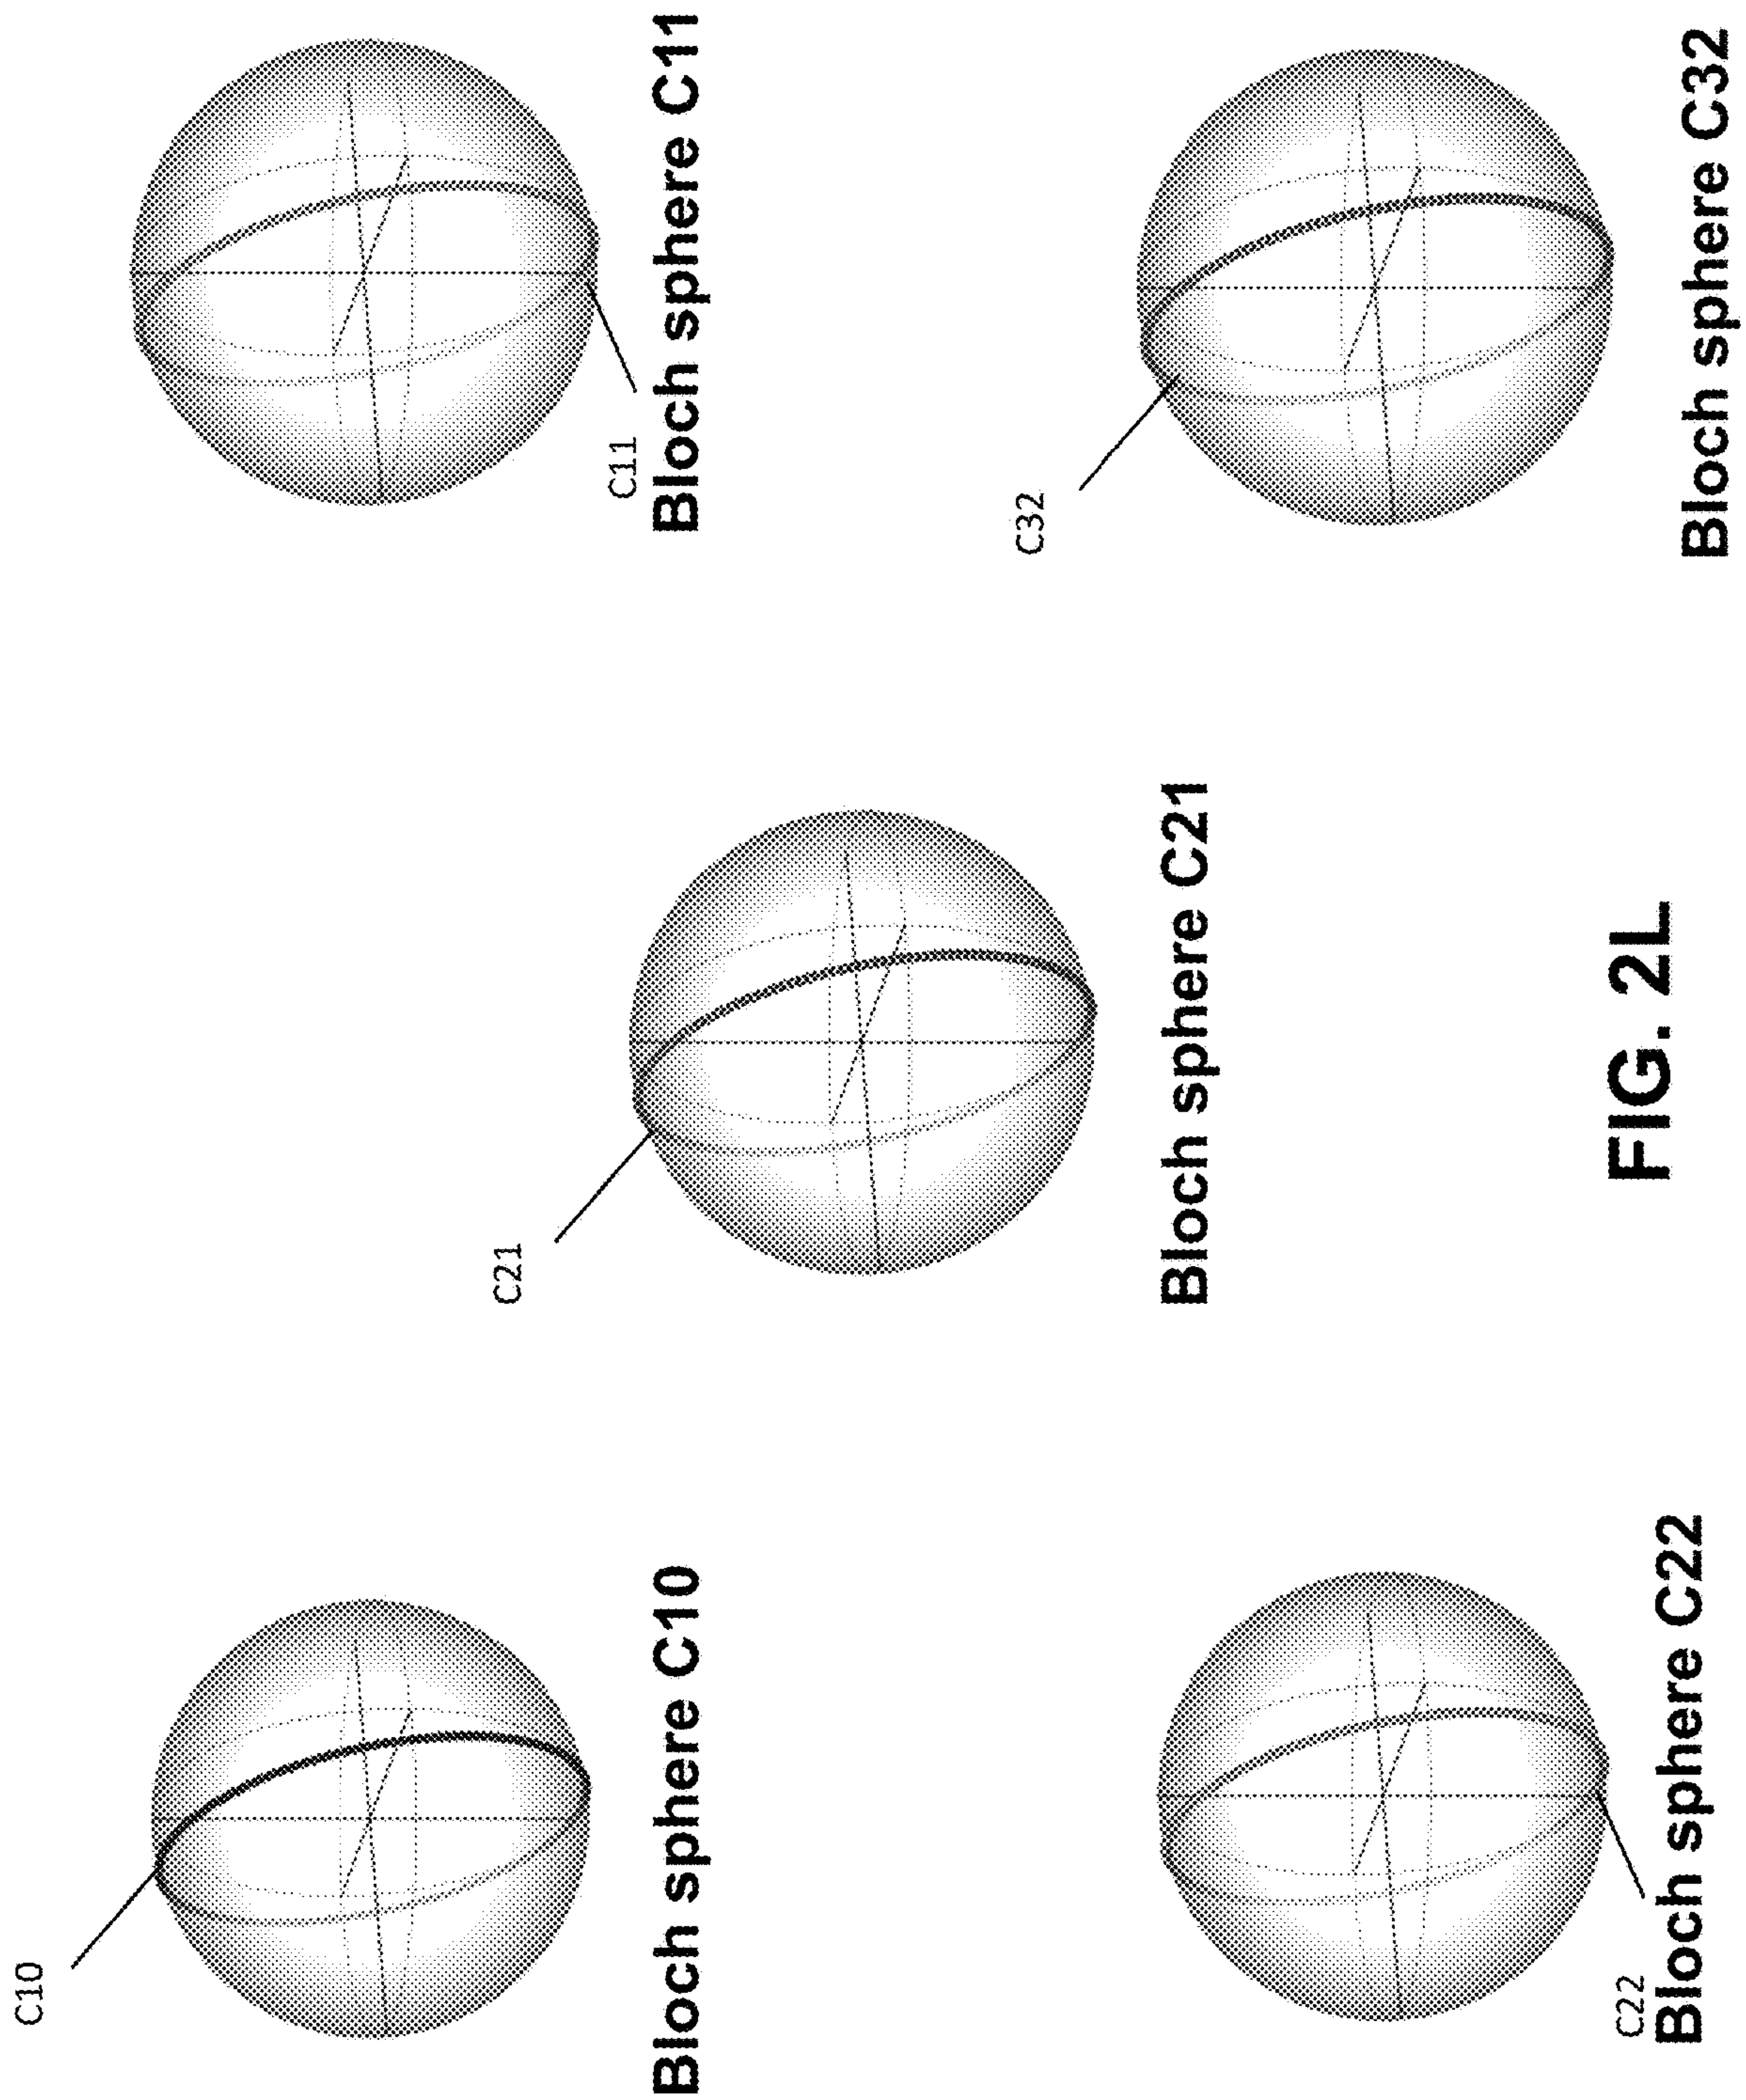 C10
Bloch sphere C10
C21
Bloch sphere C21
C11
Bloch sphere C11
C22
Bloch sphere C22
C32
Bloch sphere C32
FIG. 2L